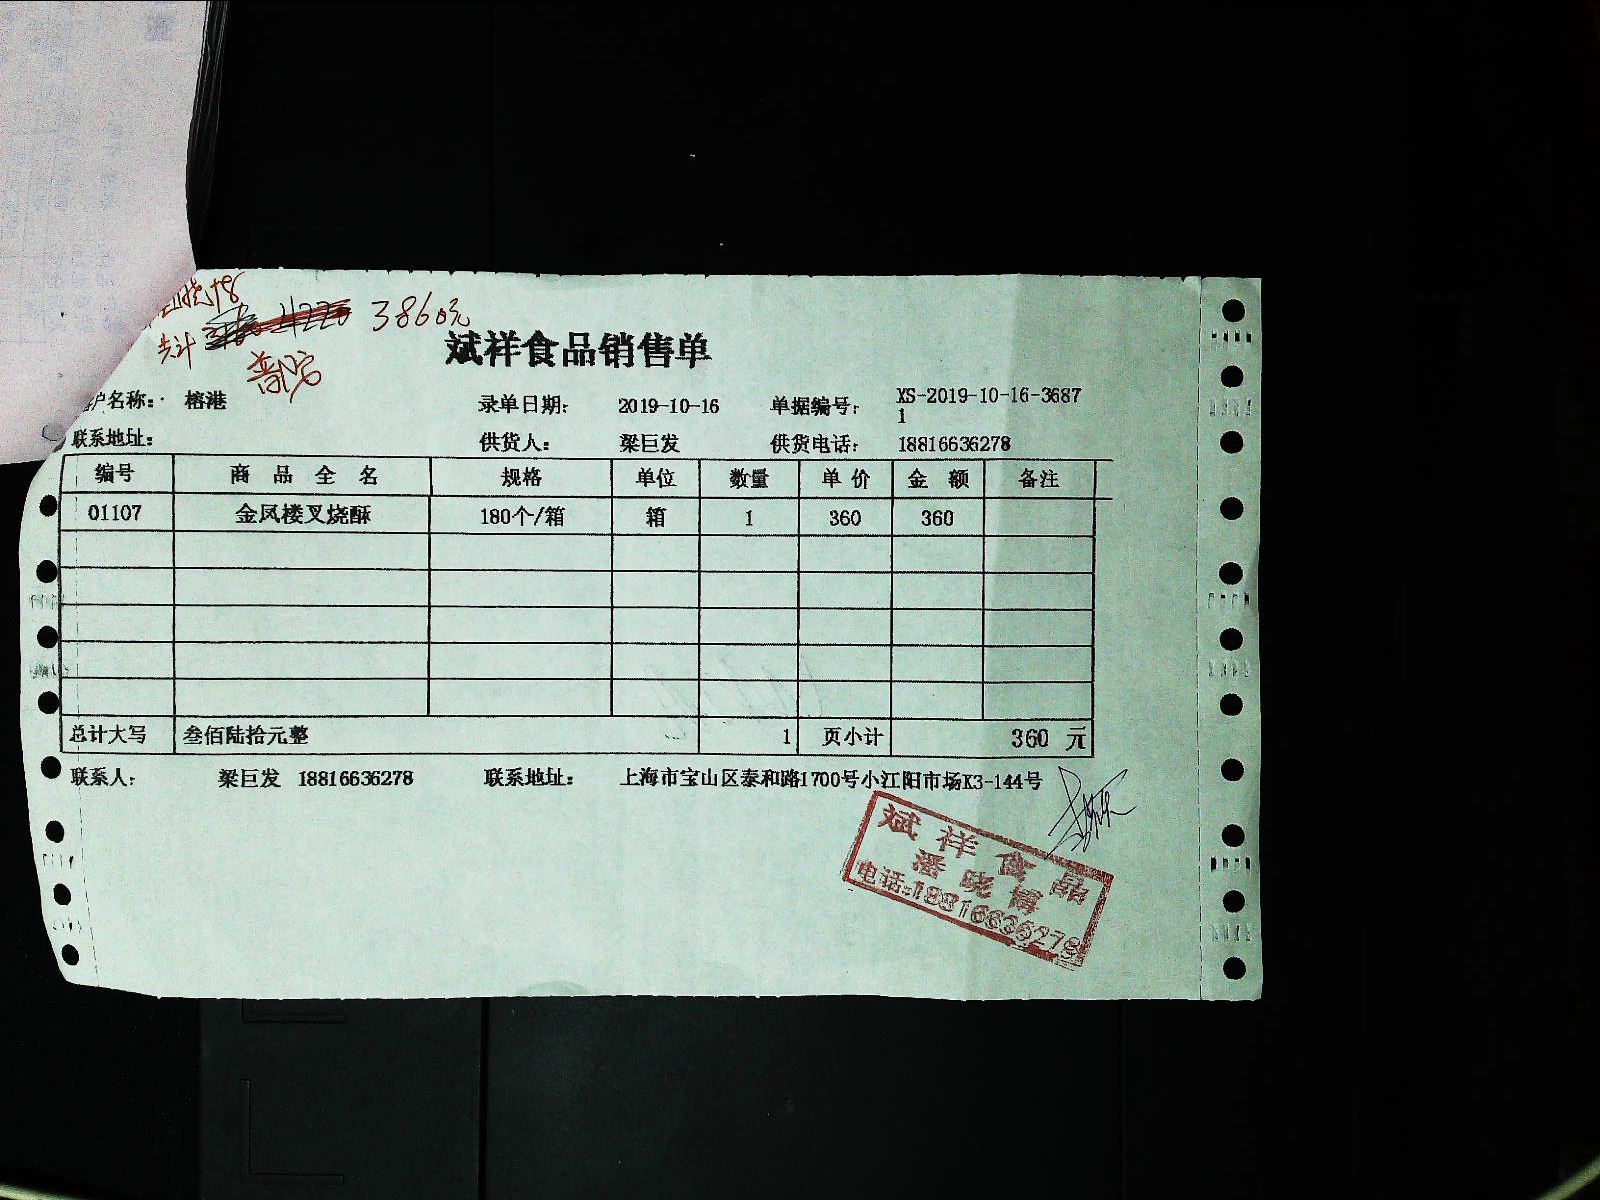 共计 4220 3860元
斌祥食品销售单
客户名称: 榕港 录单日期: 2019-10-16 单据编号: XS-2019-10-16-3687
1
联系地址: 供货人: 梁巨发 供货电话: 18816636278
编号 商品全名 规格 单位 数量 单价 金额 备注
01107 金凤楼叉烧酥 180个/箱 箱 1 360 360
总计大写 叁佰陆拾元整 1 页小计 360 元
联系人: 梁巨发 18816636278 联系地址: 上海市宝山区泰和路1700号小江阳市场K3-144号
斌祥食品
潘晓博
电话:18816636278